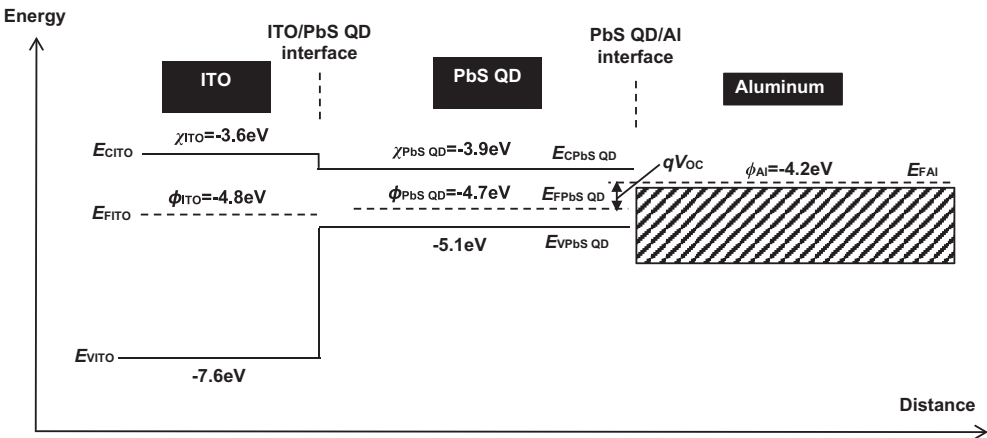 Energy
ITO/PbS QD
interface
PbS QD/Al
interface
ITO
PbS QD
Aluminum
χITO=-3.6eV
ECITO
χPbS QD=-3.9eV
ECPbS QD
qVOC
ϕAl=-4.2eV
EFAl
ϕITO=-4.8eV
EFITO
ϕPbS QD=-4.7eV
EFPbS QD
-5.1eV
EVPbS QD
EVITO
-7.6eV
Distance